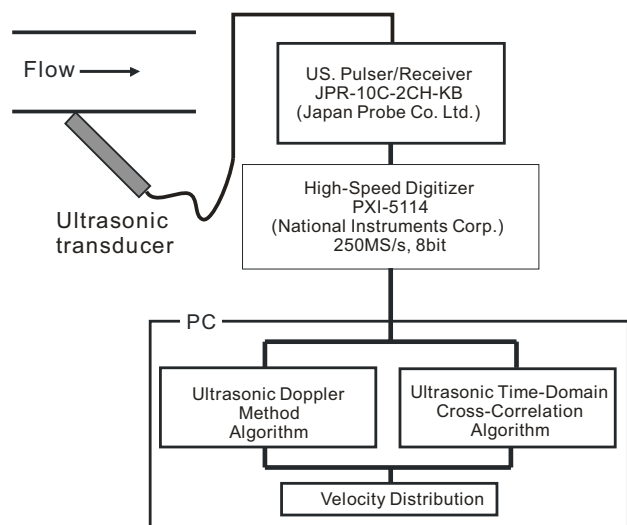 Flow
US. Pulser/Receiver
JPR-10C-2CH-KB
(Japan Probe Co. Ltd.)
High-Speed Digitizer
PXI-5114
(National Instruments Corp.)
250MS/s, 8bit
Ultrasonic
transducer
PC
Ultrasonic Doppler
Method
Algorithm
Ultrasonic Time-Domain
Cross-Correlation
Algorithm
Velocity Distribution